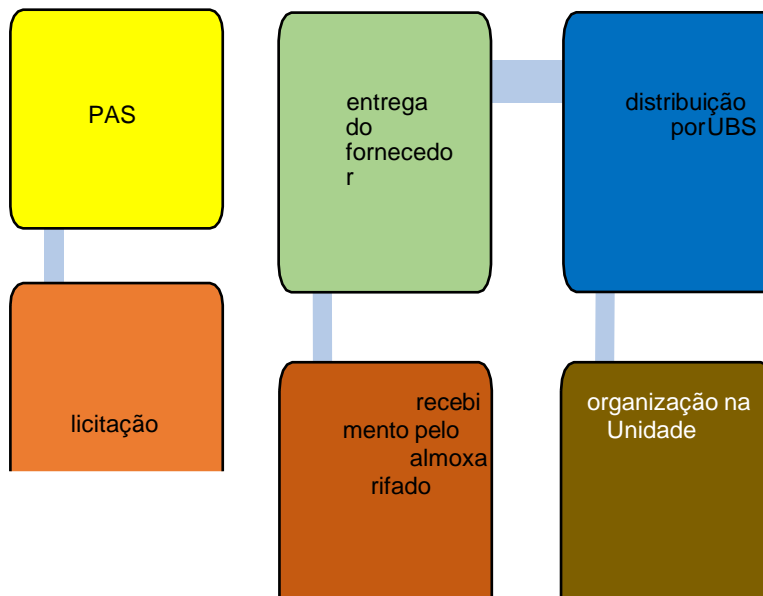 PAS
licitação
entrega
do
fornecedo
r
recebi
mento pelo
almoxa
rifado
distribuição
porUBS
organização na
Unidade